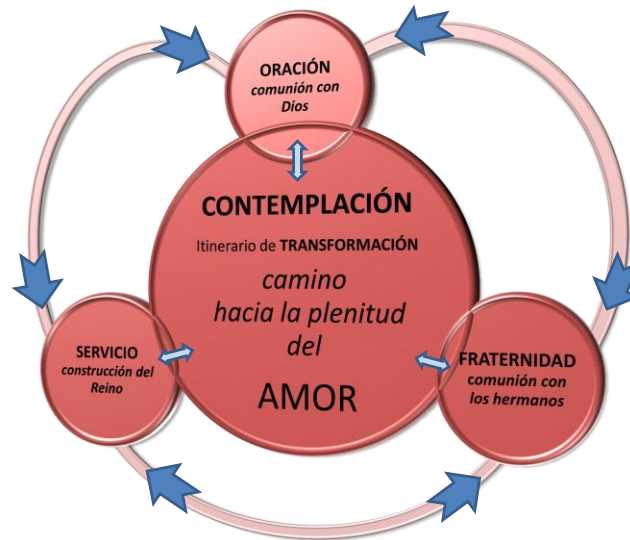 ORACIÓN
comunión con
Dios
CONTEMPLACIÓN
Itinerario de TRANSFORMACIÓN
camino
hacia la plenitud
del
AMOR
SERVICIO
construcción del
Reino
FRATERNIDAD
comunión con
los hermanos